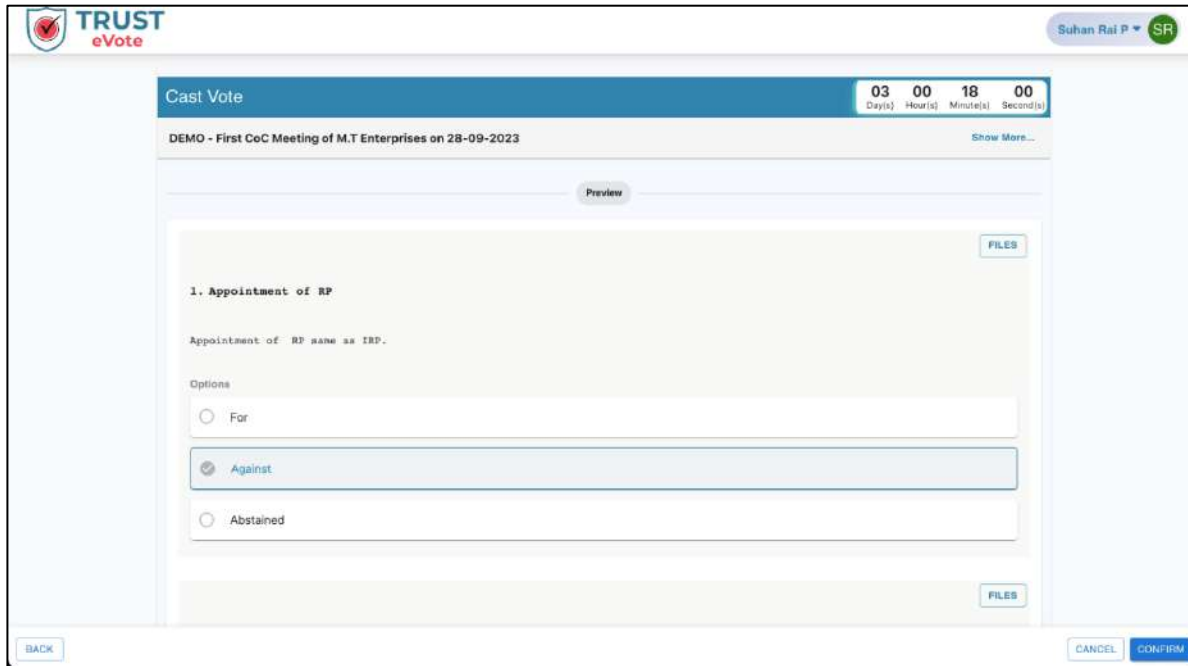 TRUST
eVote
Suhan Rai P
SR
Cast Vote
03 00 18 00
Day(s) Hour(s) Minute(s) Second(s)
DEMO - First CoC Meeting of M.T Enterprises on 28-09-2023
Show More...
Preview
FILES
1. Appointment of RP
Appointment of RP same as IRP.
Options
For
Against
Abstained
FILES
BACK
CANCEL
CONFIRM